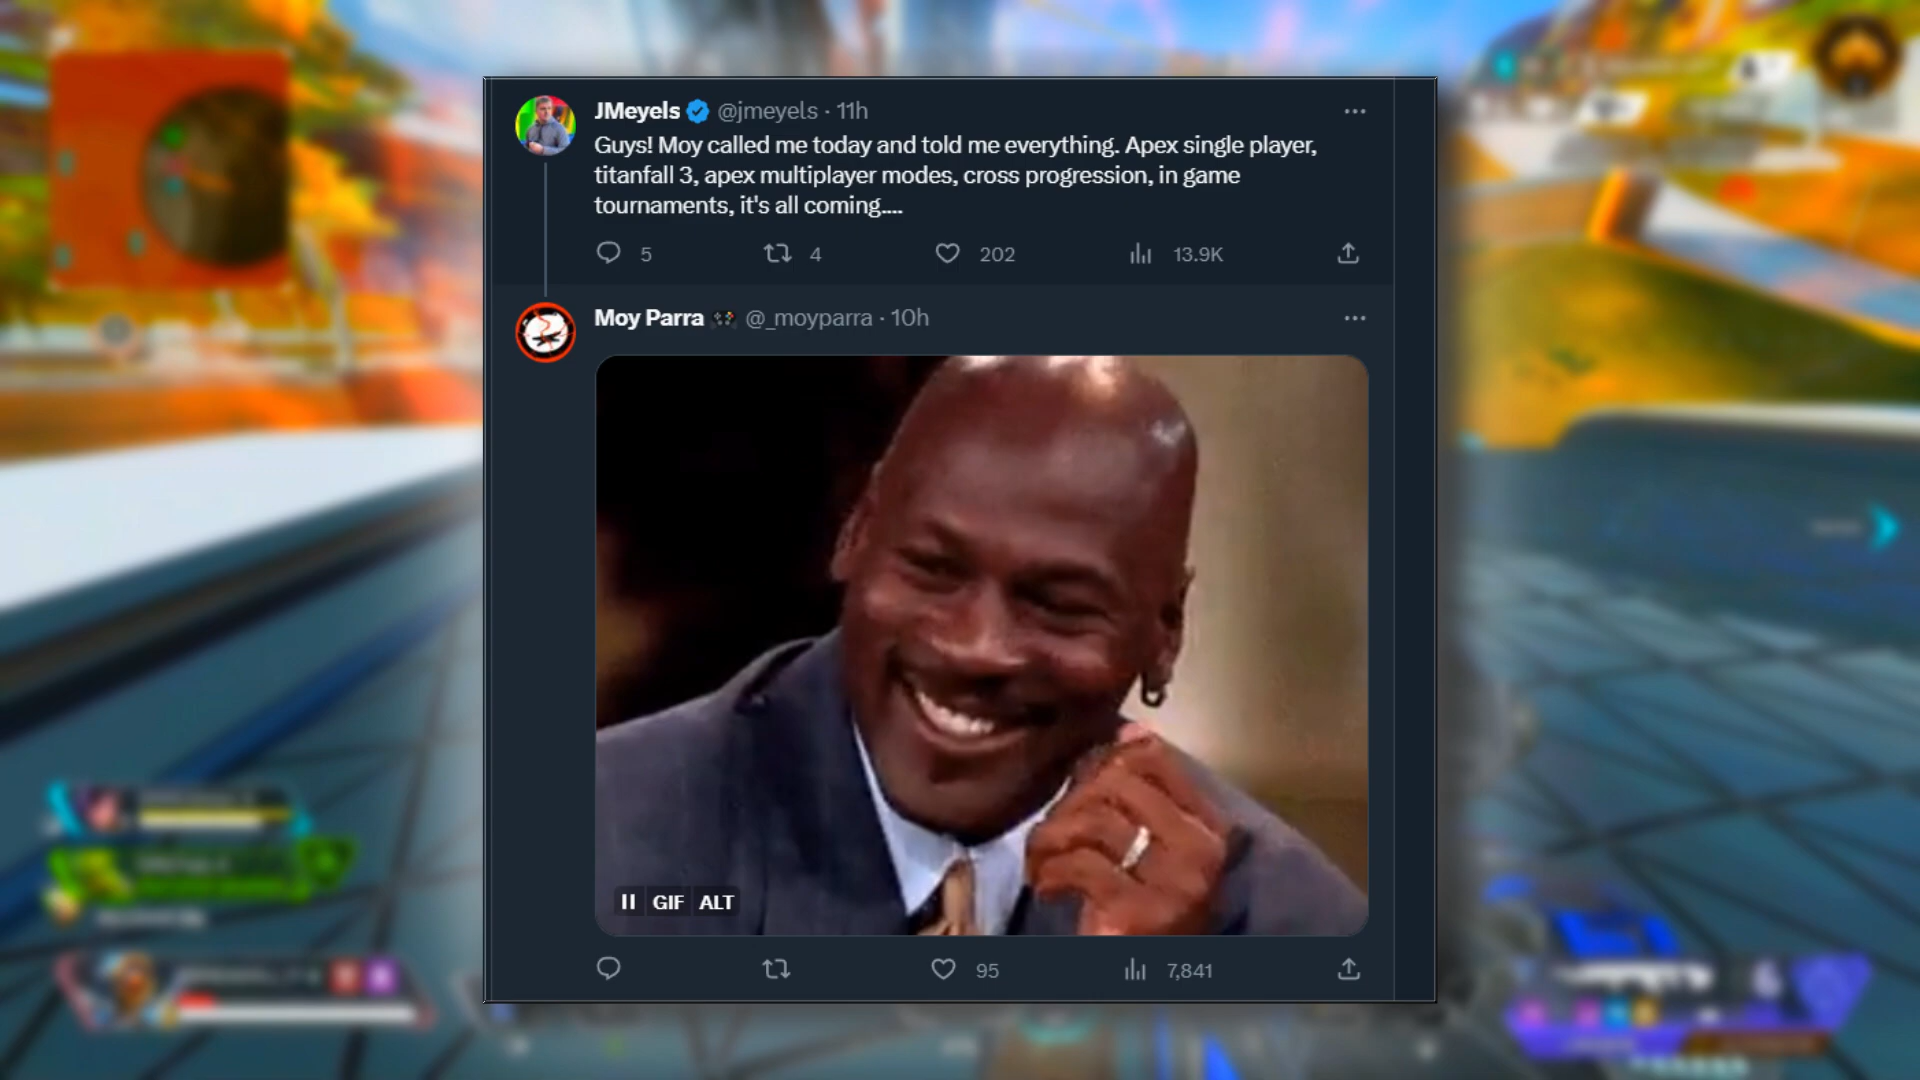 JMeyels @jmeyels · 11h
Guys! Moy called me today and told me everything. Apex single player,
titanfall 3, apex multiplayer modes, cross progression, in game
tournaments, it's all coming....
5 4 202 13.9K
Moy Parra 🎮 @_moyparra · 10h
GIF ALT
95 7,841